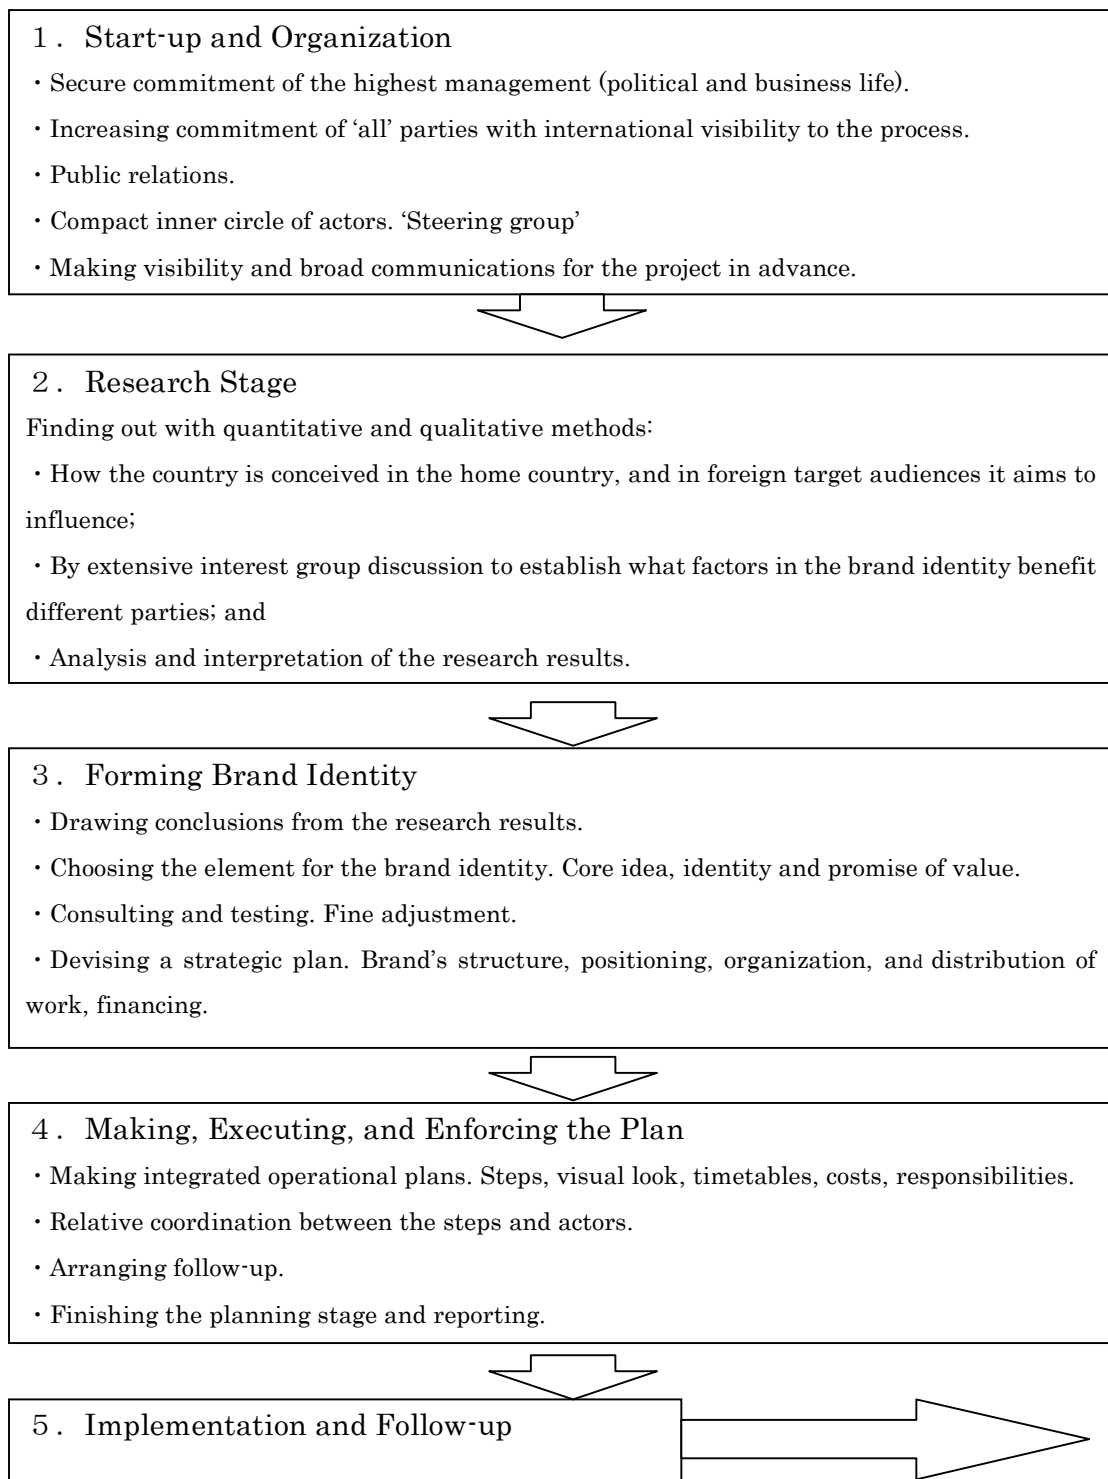 １．Start-up and Organization
・Secure commitment of the highest management (political and business life).
・Increasing commitment of ‘all’ parties with international visibility to the process.
・Public relations.
・Compact inner circle of actors. ‘Steering group’
・Making visibility and broad communications for the project in advance.
２．Research Stage
Finding out with quantitative and qualitative methods:
・How the country is conceived in the home country, and in foreign target audiences it aims to
influence;
・By extensive interest group discussion to establish what factors in the brand identity benefit
different parties; and
・Analysis and interpretation of the research results.
３．Forming Brand Identity
・Drawing conclusions from the research results.
・Choosing the element for the brand identity. Core idea, identity and promise of value.
・Consulting and testing. Fine adjustment.
・Devising a strategic plan. Brand’s structure, positioning, organization, and distribution of
work, financing.
４．Making, Executing, and Enforcing the Plan
・Making integrated operational plans. Steps, visual look, timetables, costs, responsibilities.
・Relative coordination between the steps and actors.
・Arranging follow-up.
・Finishing the planning stage and reporting.
５．Implementation and Follow-up